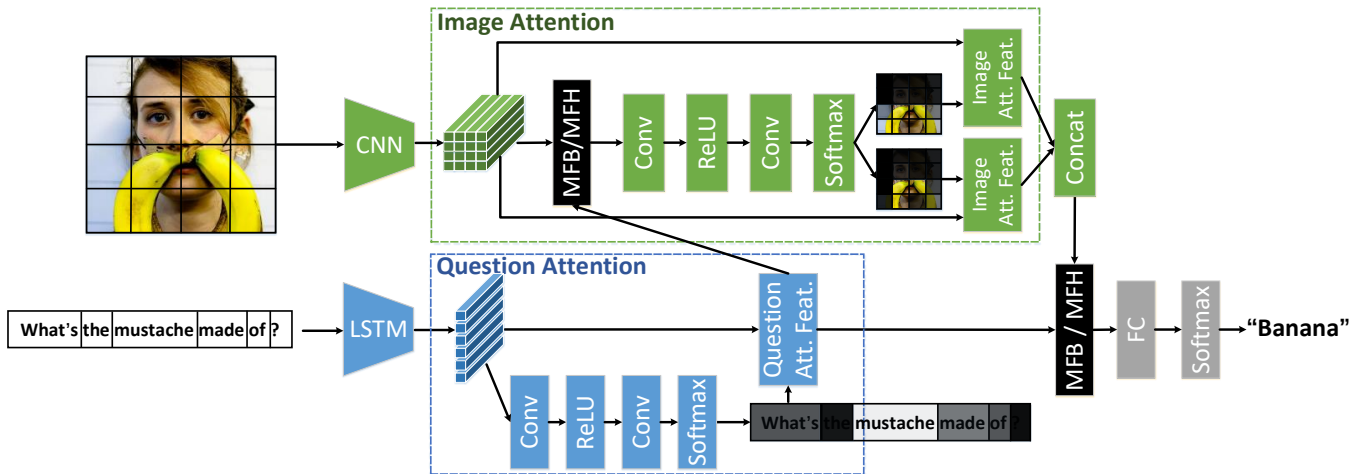 Image Attention
CNN
MFB/MFH
Conv
ReLU
Conv
Softmax
Image
Att. Feat.
Image
Att. Feat.
Concat
Question Attention
What's the mustache made of ?
LSTM
Question
Att. Feat.
MFB / MFH
FC
Softmax
“Banana”
Conv
ReLU
Conv
Softmax
What's the mustache made of ?